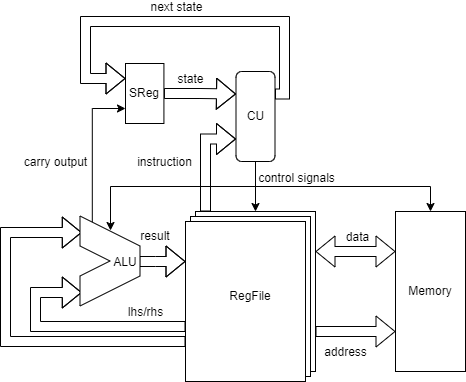 next state
SReg
state
CU
carry output
instruction
control signals
ALU
result
data
RegFile
Memory
lhs/rhs
address